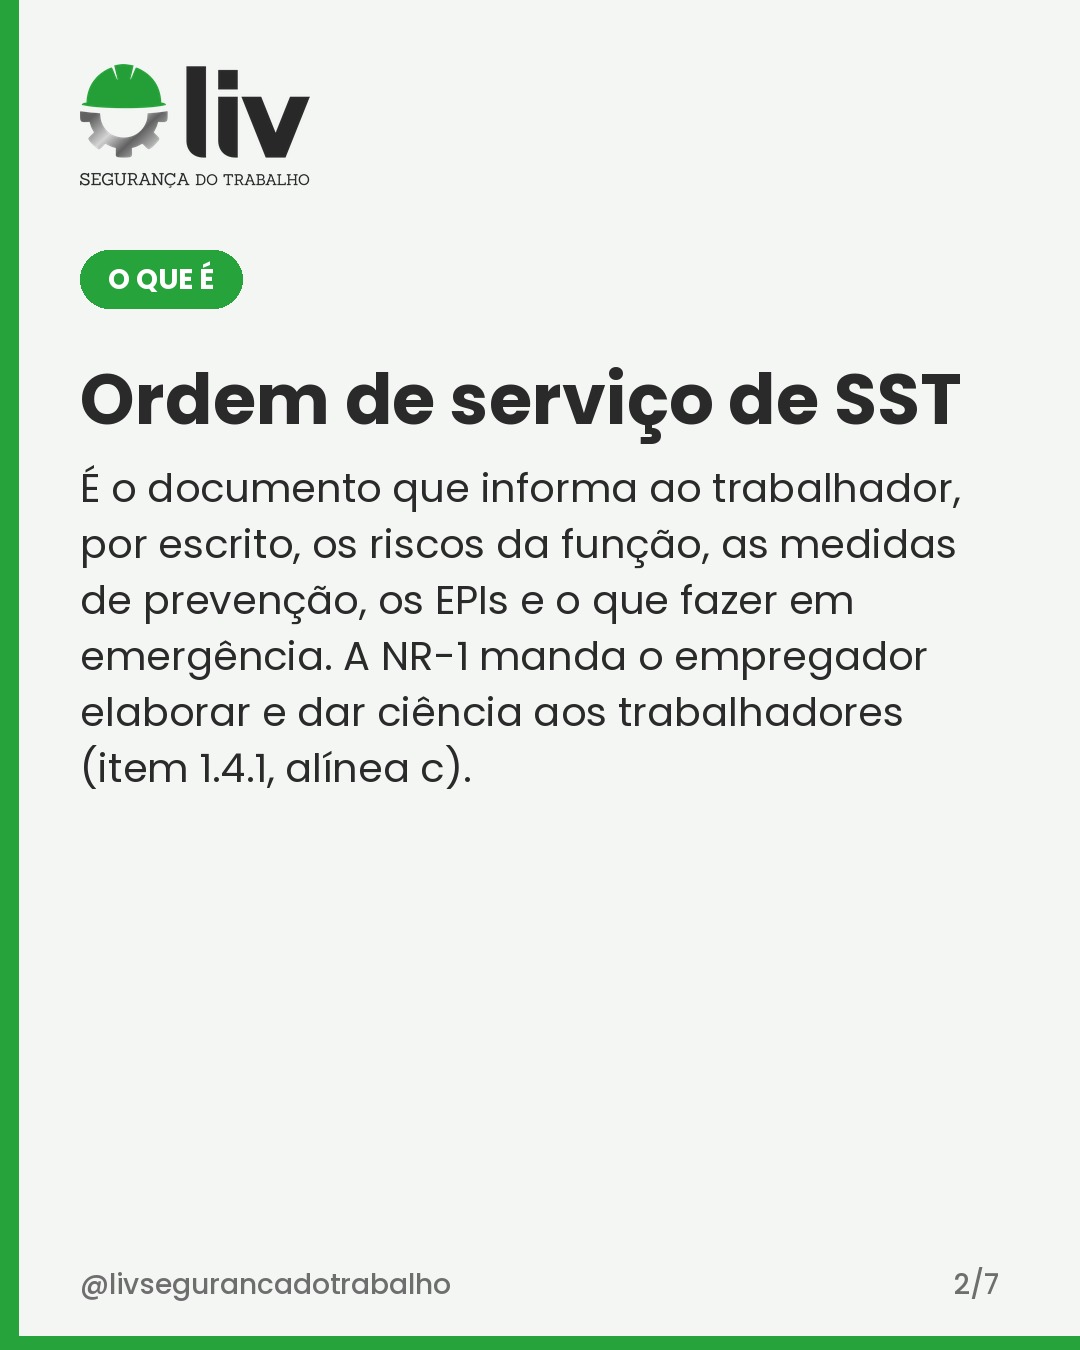 liv
SEGURANÇA DO TRABALHO
O QUE É
Ordem de serviço de SST
É o documento que informa ao trabalhador,
por escrito, os riscos da função, as medidas
de prevenção, os EPIs e o que fazer em
emergência. A NR-1 manda o empregador
elaborar e dar ciência aos trabalhadores
(item 1.4.1, alínea c).
@livsegurancadotrabalho
2/7